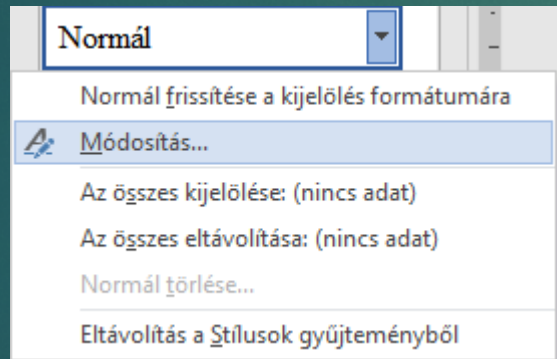 Normál
Normál frissítése a kijelölés formátumára
Módosítás...
Az összes kijelölése: (nincs adat)
Az összes eltávolítása: (nincs adat)
Normál törlése...
Eltávolítás a Stílusok gyűjteményből